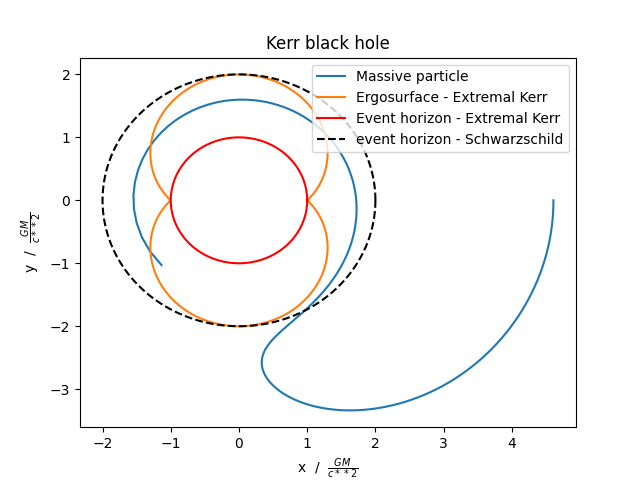 Kerr black hole
Massive particle
Ergosurface - Extremal Kerr
Event horizon - Extremal Kerr
event horizon - Schwarzschild
2
1
0
−1
−2
−3
y / GM/c**2
−2 −1 0 1 2 3 4
x / GM/c**2